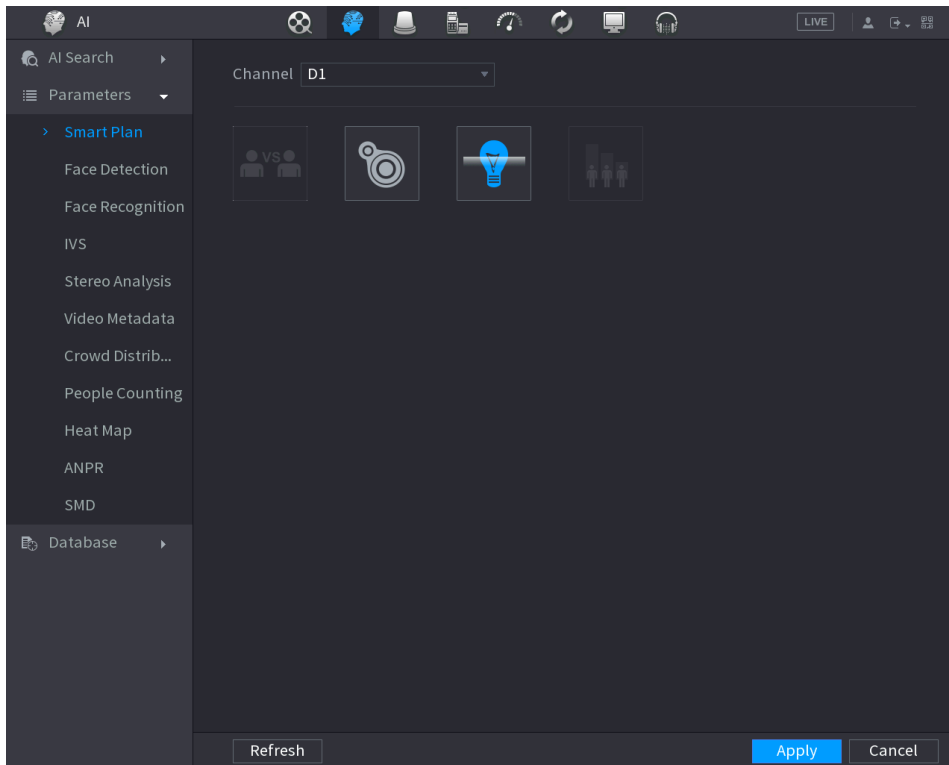 AI
LIVE
AI Search
Parameters
Smart Plan
Face Detection
Face Recognition
IVS
Stereo Analysis
Video Metadata
Crowd Distrib...
People Counting
Heat Map
ANPR
SMD
Database
Channel D1
VS
Refresh
Apply
Cancel